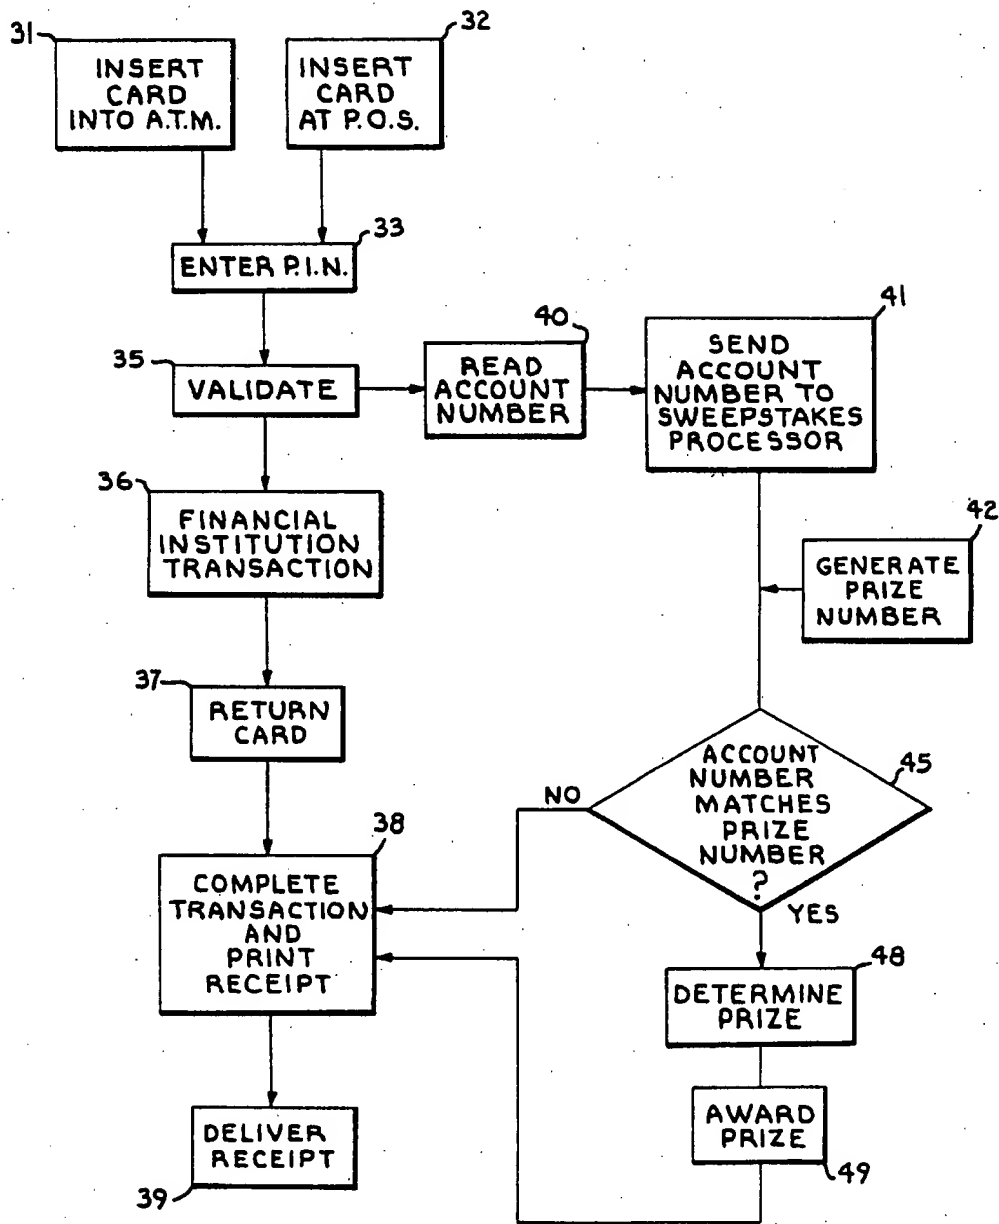 31
INSERT
CARD
INTO A.T.M.
32
INSERT
CARD
AT P.O.S.
33
ENTER P.I.N.
35
VALIDATE
40
READ
ACCOUNT
NUMBER
41
SEND
ACCOUNT
NUMBER TO
SWEEPSTAKES
PROCESSOR
36
FINANCIAL
INSTITUTION
TRANSACTION
42
GENERATE
PRIZE
NUMBER
37
RETURN
CARD
45
ACCOUNT
NUMBER
MATCHES
PRIZE
NUMBER
?
NO
YES
38
COMPLETE
TRANSACTION
AND
PRINT
RECEIPT
48
DETERMINE
PRIZE
AWARD
PRIZE
49
DELIVER
RECEIPT
39